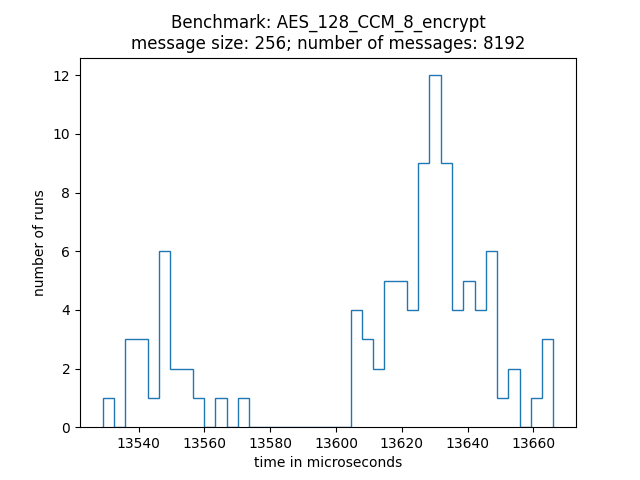 Benchmark: AES_128_CCM_8_encrypt
message size: 256; number of messages: 8192
12
10
8
6
4
2
0
number of runs
13540 13560 13580 13600 13620 13640 13660
time in microseconds